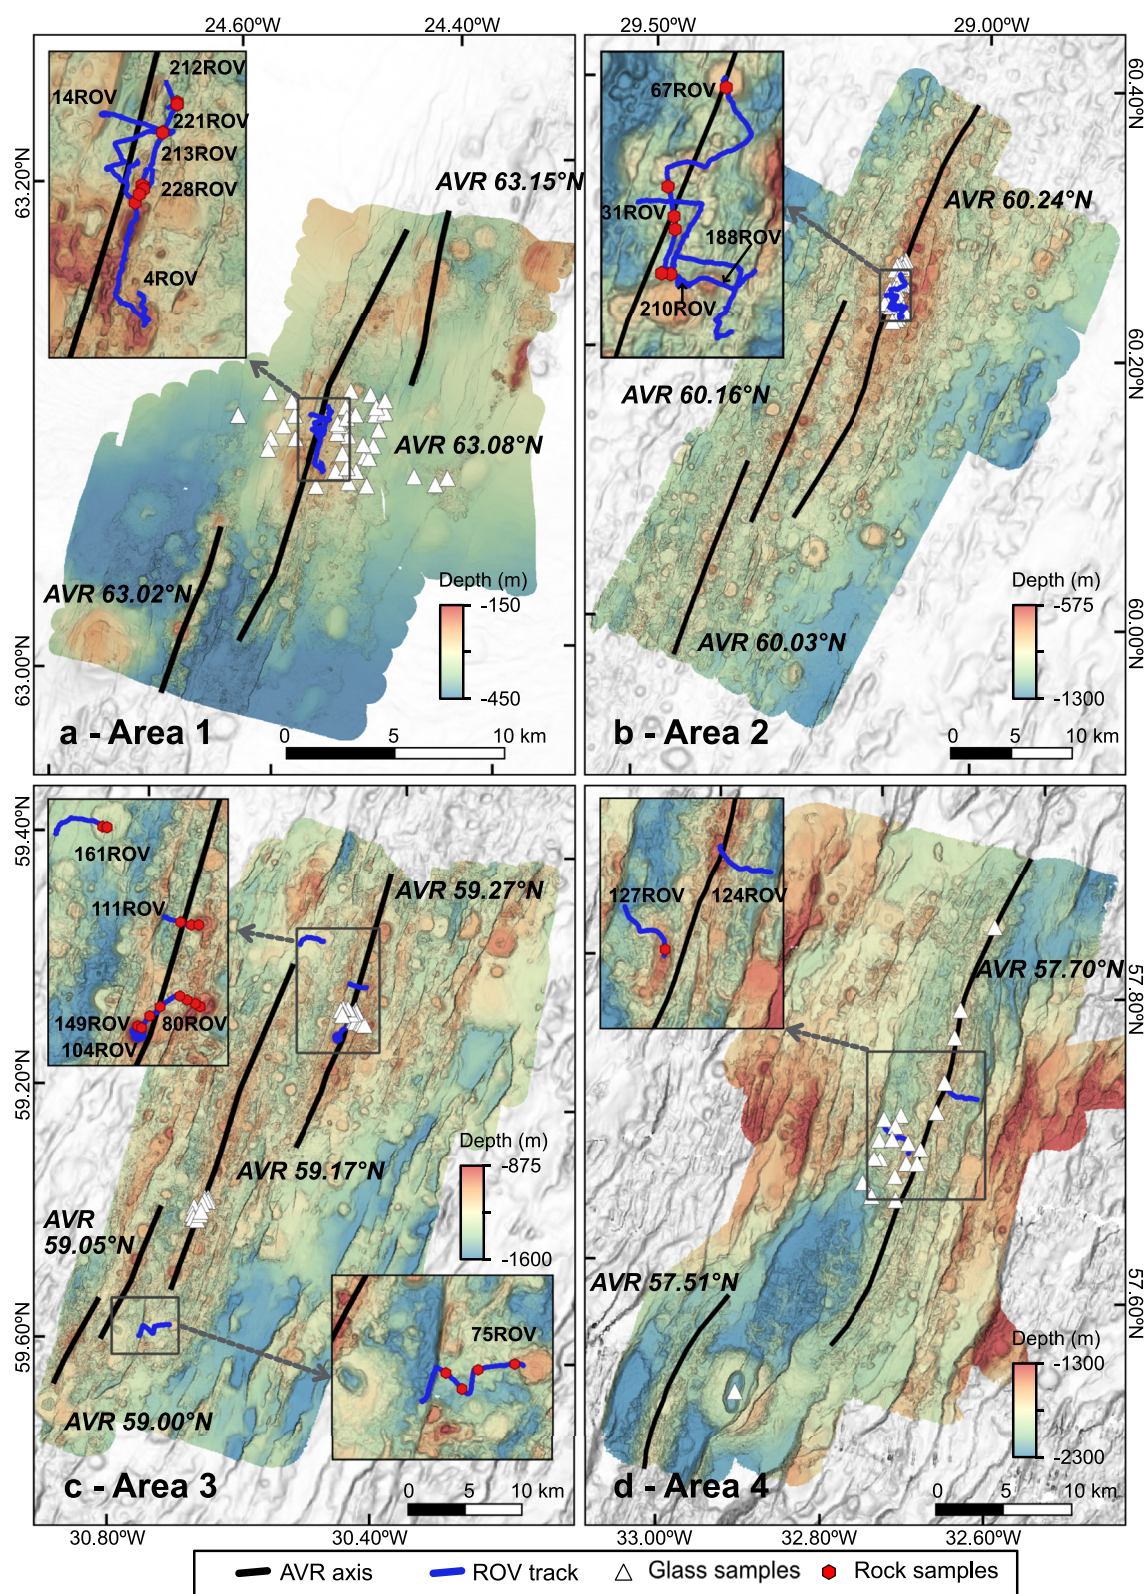 24.60°W
24.40°W
29.50°W
29.00°W
212ROV
14ROV
221ROV
213ROV
228ROV
4ROV
63.20°N
63.00°N
AVR 63.15°N
AVR 63.08°N
AVR 63.02°N
Depth (m)
-150
-450
a - Area 1
0
5
10 km
67ROV
31ROV
188ROV
210ROV
60.40°N
60.20°N
60.00°N
AVR 60.24°N
AVR 60.16°N
AVR 60.03°N
Depth (m)
-575
-1300
b - Area 2
0
5
10 km
161ROV
111ROV
149ROV
80ROV
104ROV
59.40°N
59.20°N
59.60°N
AVR 59.27°N
AVR 59.17°N
AVR
59.05°N
AVR 59.00°N
Depth (m)
-875
-1600
75ROV
c - Area 3
0
5
10 km
127ROV
124ROV
AVR 57.70°N
AVR 57.51°N
57.80°N
57.60°N
Depth (m)
-1300
-2300
d - Area 4
0
5
10 km
30.80°W
30.40°W
33.00°W
32.80°W
32.60°W
AVR axis
ROV track
Glass samples
Rock samples